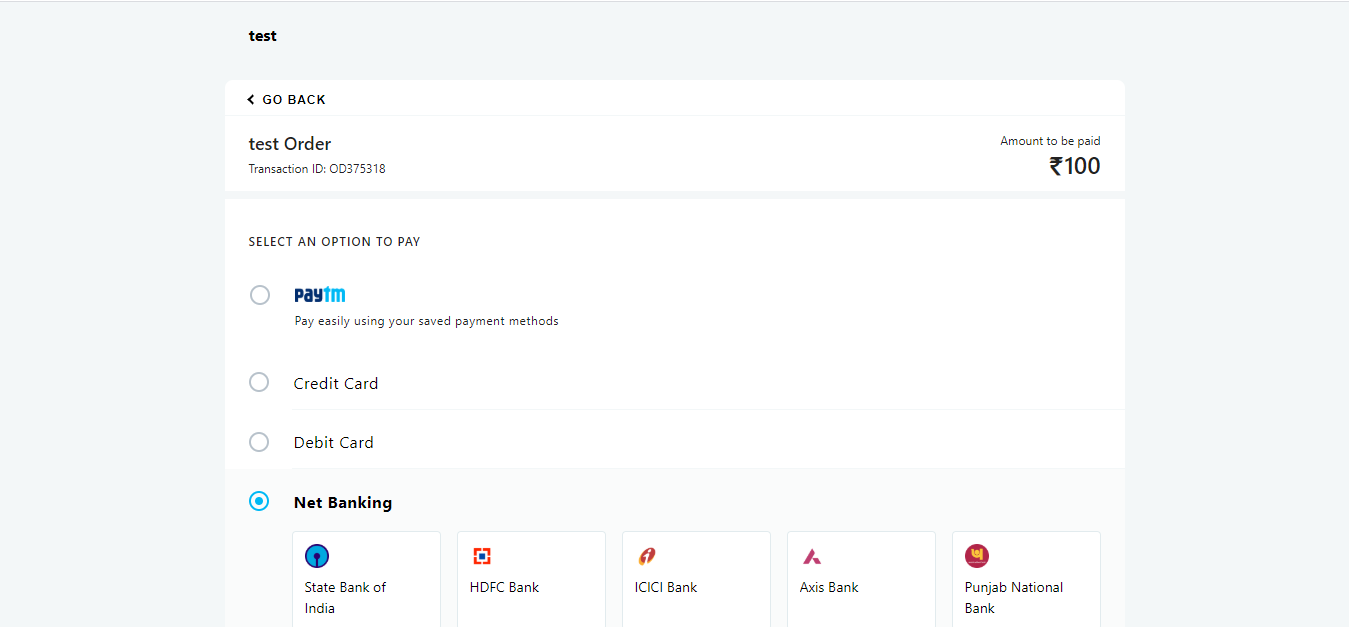 test
GO BACK
test Order
Amount to be paid
Transaction ID: OD375318
₹100
SELECT AN OPTION TO PAY
paytm
Pay easily using your saved payment methods
Credit Card
Debit Card
Net Banking
State Bank of
India
HDFC Bank
ICICI Bank
Axis Bank
Punjab National
Bank